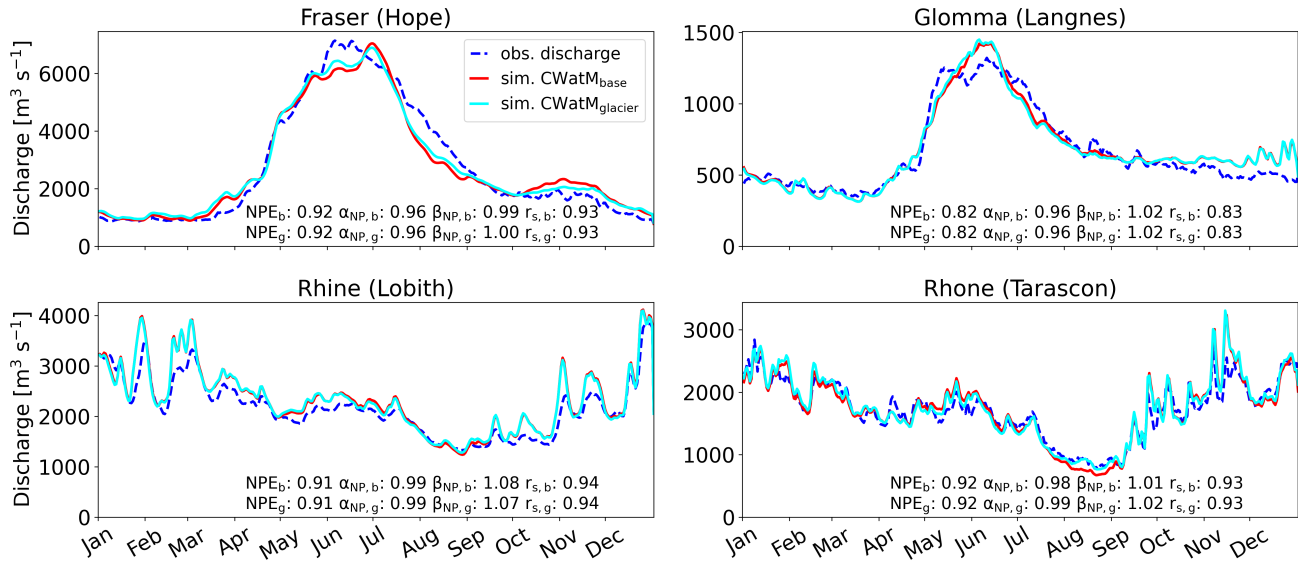 Fraser (Hope)
Discharge [m³ s⁻¹]
6000
4000
2000
0
obs. discharge
sim. CWatM_base
sim. CWatM_glacier
NPE_b: 0.92 α_NP, b: 0.96 β_NP, b: 0.99 r_s, b: 0.93
NPE_g: 0.92 α_NP, g: 0.96 β_NP, g: 1.00 r_s, g: 0.93
Glomma (Langnes)
1500
1000
500
0
NPE_b: 0.82 α_NP, b: 0.96 β_NP, b: 1.02 r_s, b: 0.83
NPE_g: 0.82 α_NP, g: 0.96 β_NP, g: 1.02 r_s, g: 0.83
Rhine (Lobith)
Discharge [m³ s⁻¹]
4000
3000
2000
1000
0
NPE_b: 0.91 α_NP, b: 0.99 β_NP, b: 1.08 r_s, b: 0.94
NPE_g: 0.91 α_NP, g: 0.99 β_NP, g: 1.07 r_s, g: 0.94
Jan Feb Mar Apr May Jun Jul Aug Sep Oct Nov Dec
Rhone (Tarascon)
3000
2000
1000
0
NPE_b: 0.92 α_NP, b: 0.98 β_NP, b: 1.01 r_s, b: 0.93
NPE_g: 0.92 α_NP, g: 0.99 β_NP, g: 1.02 r_s, g: 0.93
Jan Feb Mar Apr May Jun Jul Aug Sep Oct Nov Dec